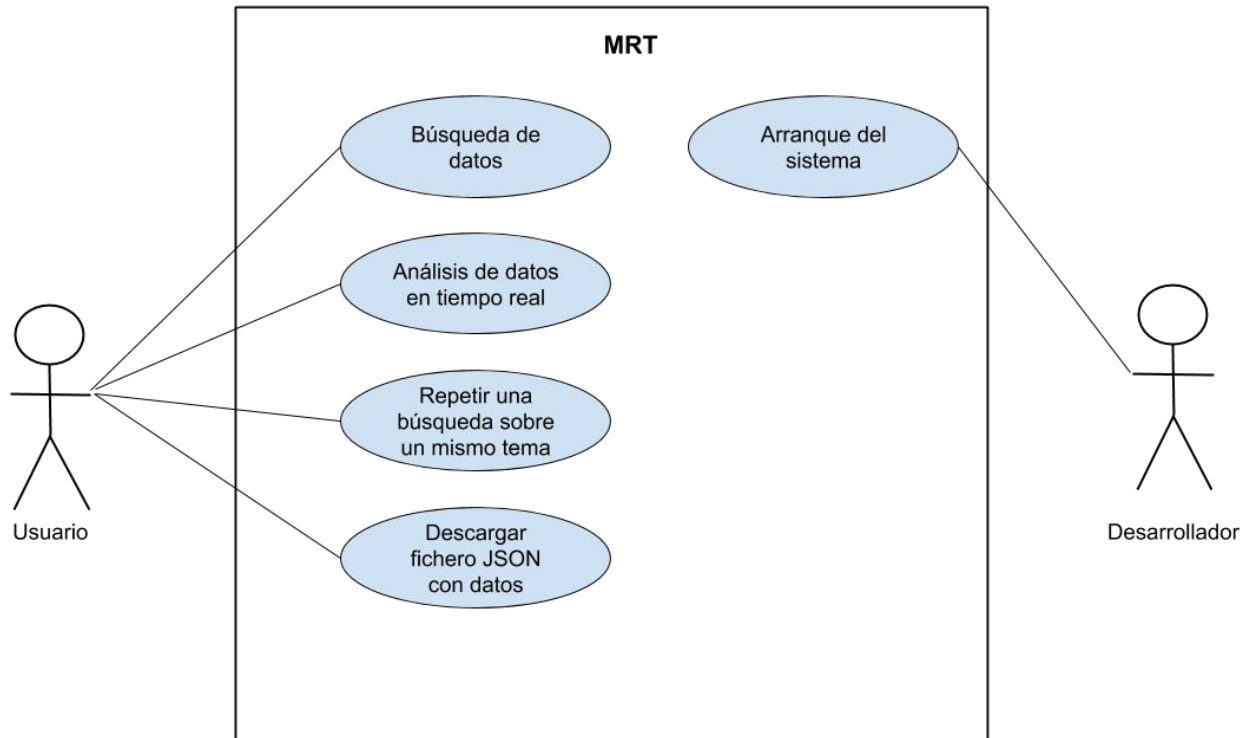 MRT
Búsqueda de
datos
Arranque del
sistema
Análisis de datos
en tiempo real
Repetir una
búsqueda sobre
un mismo tema
Descargar
fichero JSON
con datos
Usuario
Desarrollador